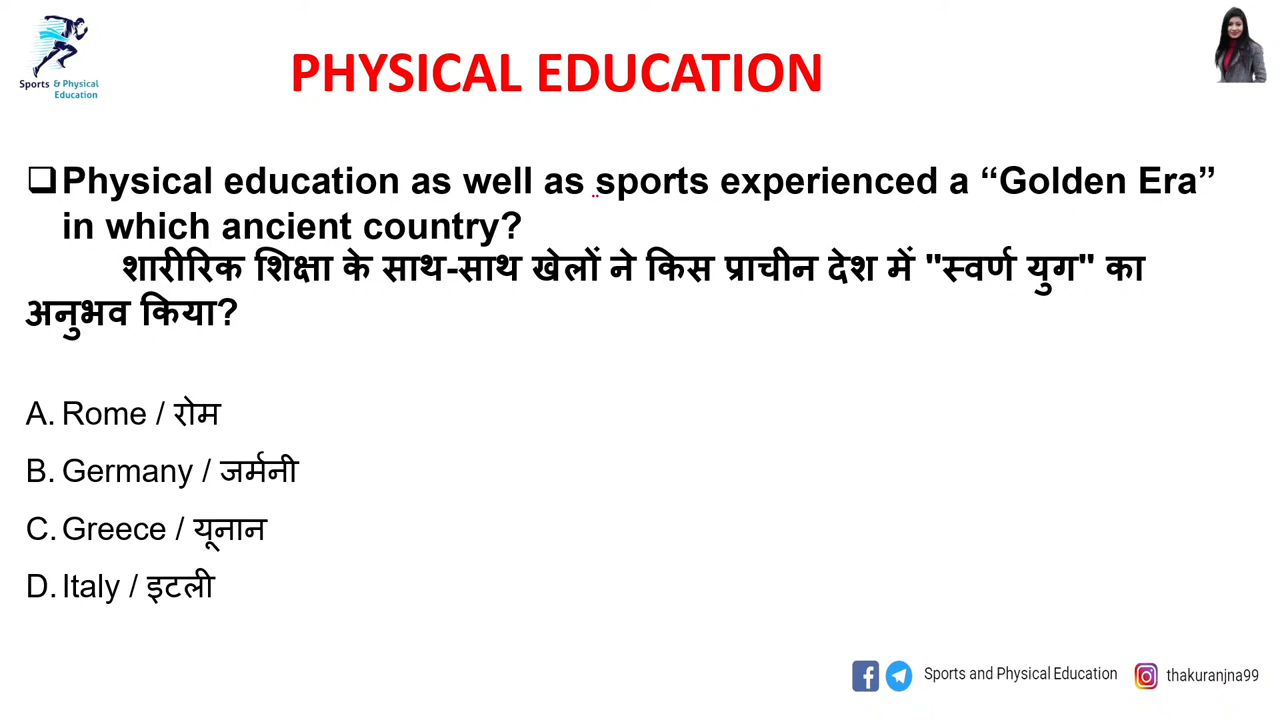 Sports & Physical
Education
PHYSICAL EDUCATION
❑Physical education as well as sports experienced a “Golden Era”
in which ancient country?
शारीरिक शिक्षा के साथ-साथ खेलों ने किस प्राचीन देश में "स्वर्ण युग" का
अनुभव किया?
A. Rome / रोम
B. Germany / जर्मनी
C. Greece / यूनान
D. Italy / इटली
Sports and Physical Education thakuranjna99